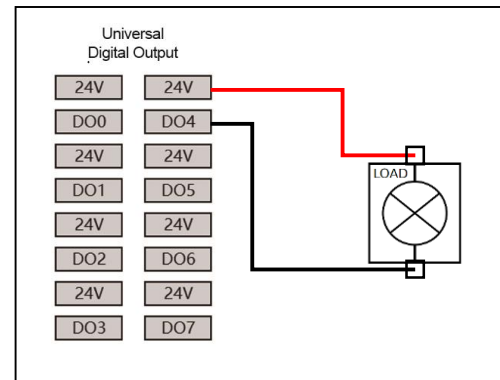 Universal
Digital Output
24V 24V
DO0 DO4
24V 24V
DO1 DO5
24V 24V
DO2 DO6
24V 24V
DO3 DO7
LOAD